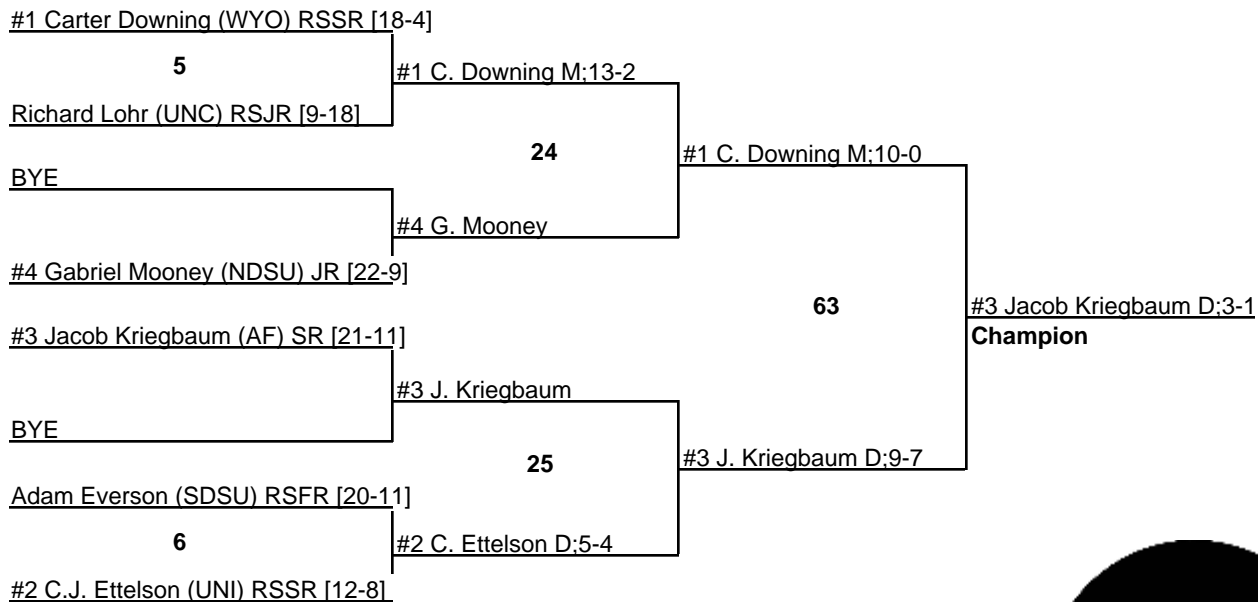 #1 Carter Downing (WYO) RSSR [18-4]
5
#1 C. Downing M;13-2
Richard Lohr (UNC) RSJR [9-18]
24
#1 C. Downing M;10-0
BYE
#4 G. Mooney
#4 Gabriel Mooney (NDSU) JR [22-9]
63
#3 Jacob Kriegbaum D;3-1
Champion
#3 Jacob Kriegbaum (AF) SR [21-11]
#3 J. Kriegbaum
BYE
25
#3 J. Kriegbaum D;9-7
Adam Everson (SDSU) RSFR [20-11]
6
#2 C. Ettelson D;5-4
#2 C.J. Ettelson (UNI) RSSR [12-8]